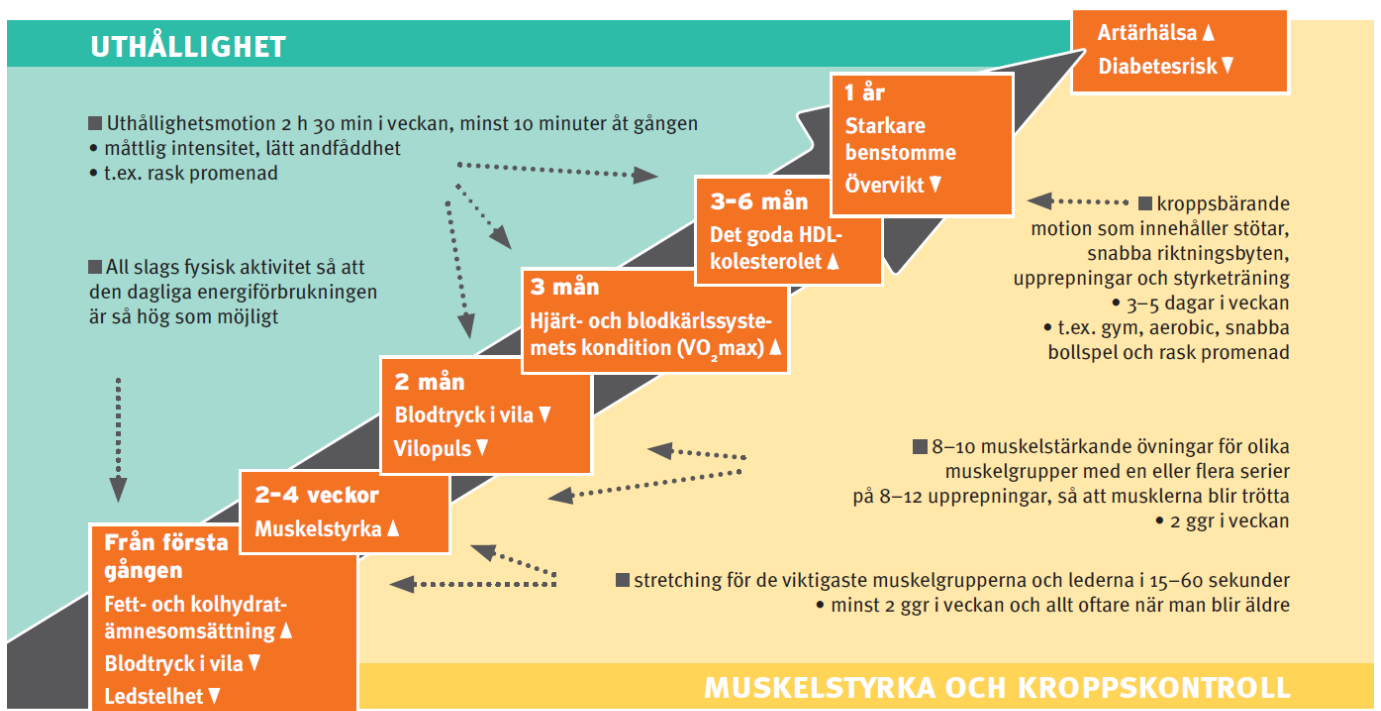 UTHÅLLIGHET
■ Uthållighetsmotion 2 h 30 min i veckan, minst 10 minuter åt gången
• måttlig intensitet, lätt andfåddhet
• t.ex. rask promenad
■ All slags fysisk aktivitet så att
den dagliga energiförbrukningen
är så hög som möjligt
Artärhälsa ▲
Diabetesrisk ▼
1 år
Starkare
benstomme
Övervikt ▼
3–6 mån
Det goda HDL-
kolesterolet ▲
3 mån
Hjärt- och blodkärlssyste-
mets kondition (VO₂max) ▲
2 mån
Blodtryck i vila ▼
Vilopuls ▼
2–4 veckor
Muskelstyrka ▲
Från första
gången
Fett- och kolhydrat-
ämnesomsättning ▲
Blodtryck i vila ▼
Ledstelhet ▼
■ kroppsbärande
motion som innehåller stötar,
snabba riktningsbyten,
upprepningar och styrketräning
• 3–5 dagar i veckan
• t.ex. gym, aerobic, snabba
bollspel och rask promenad
■ 8–10 muskelstärkande övningar för olika
muskelgrupper med en eller flera serier
på 8–12 upprepningar, så att musklerna blir trötta
• 2 ggr i veckan
■ stretching för de viktigaste muskelgrupperna och lederna i 15–60 sekunder
• minst 2 ggr i veckan och allt oftare när man blir äldre
MUSKELSTYRKA OCH KROPPSKONTROLL